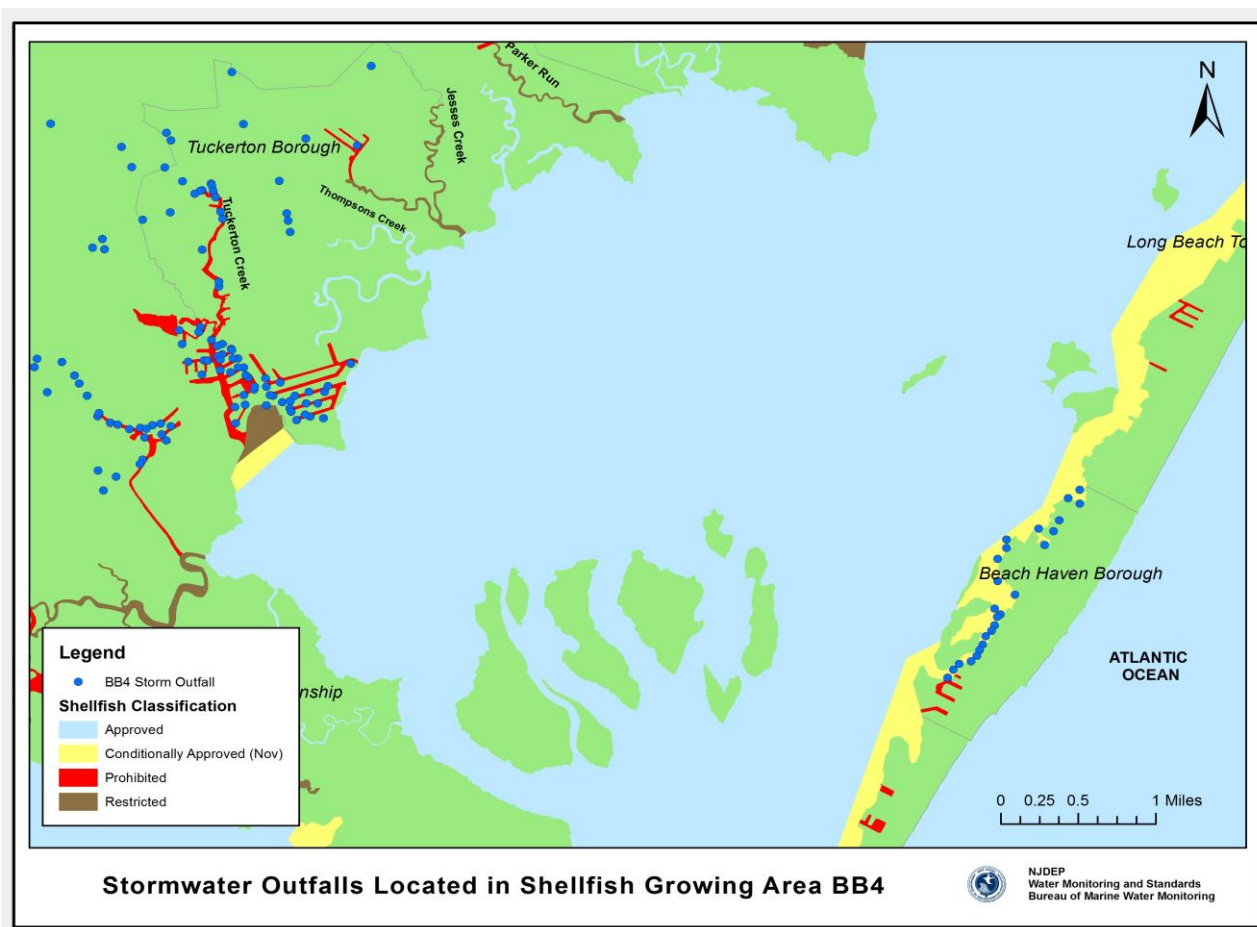 Parker Run
Jesses Creek
N
Tuckerton Borough
Thompsons Creek
Tuckerton Creek
Long Beach To
Beach Haven Borough
ATLANTIC
OCEAN
Legend
BB4 Storm Outfall
Shellfish Classification
Approved
Conditionally Approved (Nov)
Prohibited
Restricted
nship
0 0.25 0.5 1 Miles
Stormwater Outfalls Located in Shellfish Growing Area BB4
NJDEP
Water Monitoring and Standards
Bureau of Marine Water Monitoring